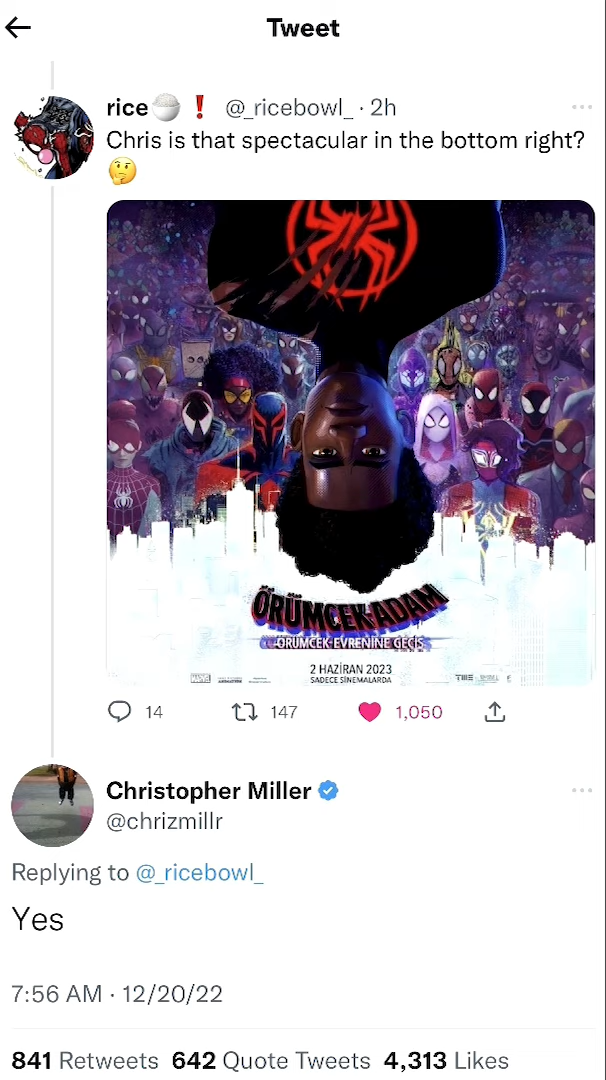 Tweet
rice🍚❗ @_ricebowl_ · 2h
Chris is that spectacular in the bottom right?
🤔
ÖRÜMCEK-ADAM
ÖRÜMCEK-EVRENİNE GEÇİŞ
2 HAZİRAN 2023
SADECE SİNEMALARDA
MARVEL
14 147 1,050
Christopher Miller
@chrizmillr
Replying to @_ricebowl_
Yes
7:56 AM · 12/20/22
841 Retweets 642 Quote Tweets 4,313 Likes